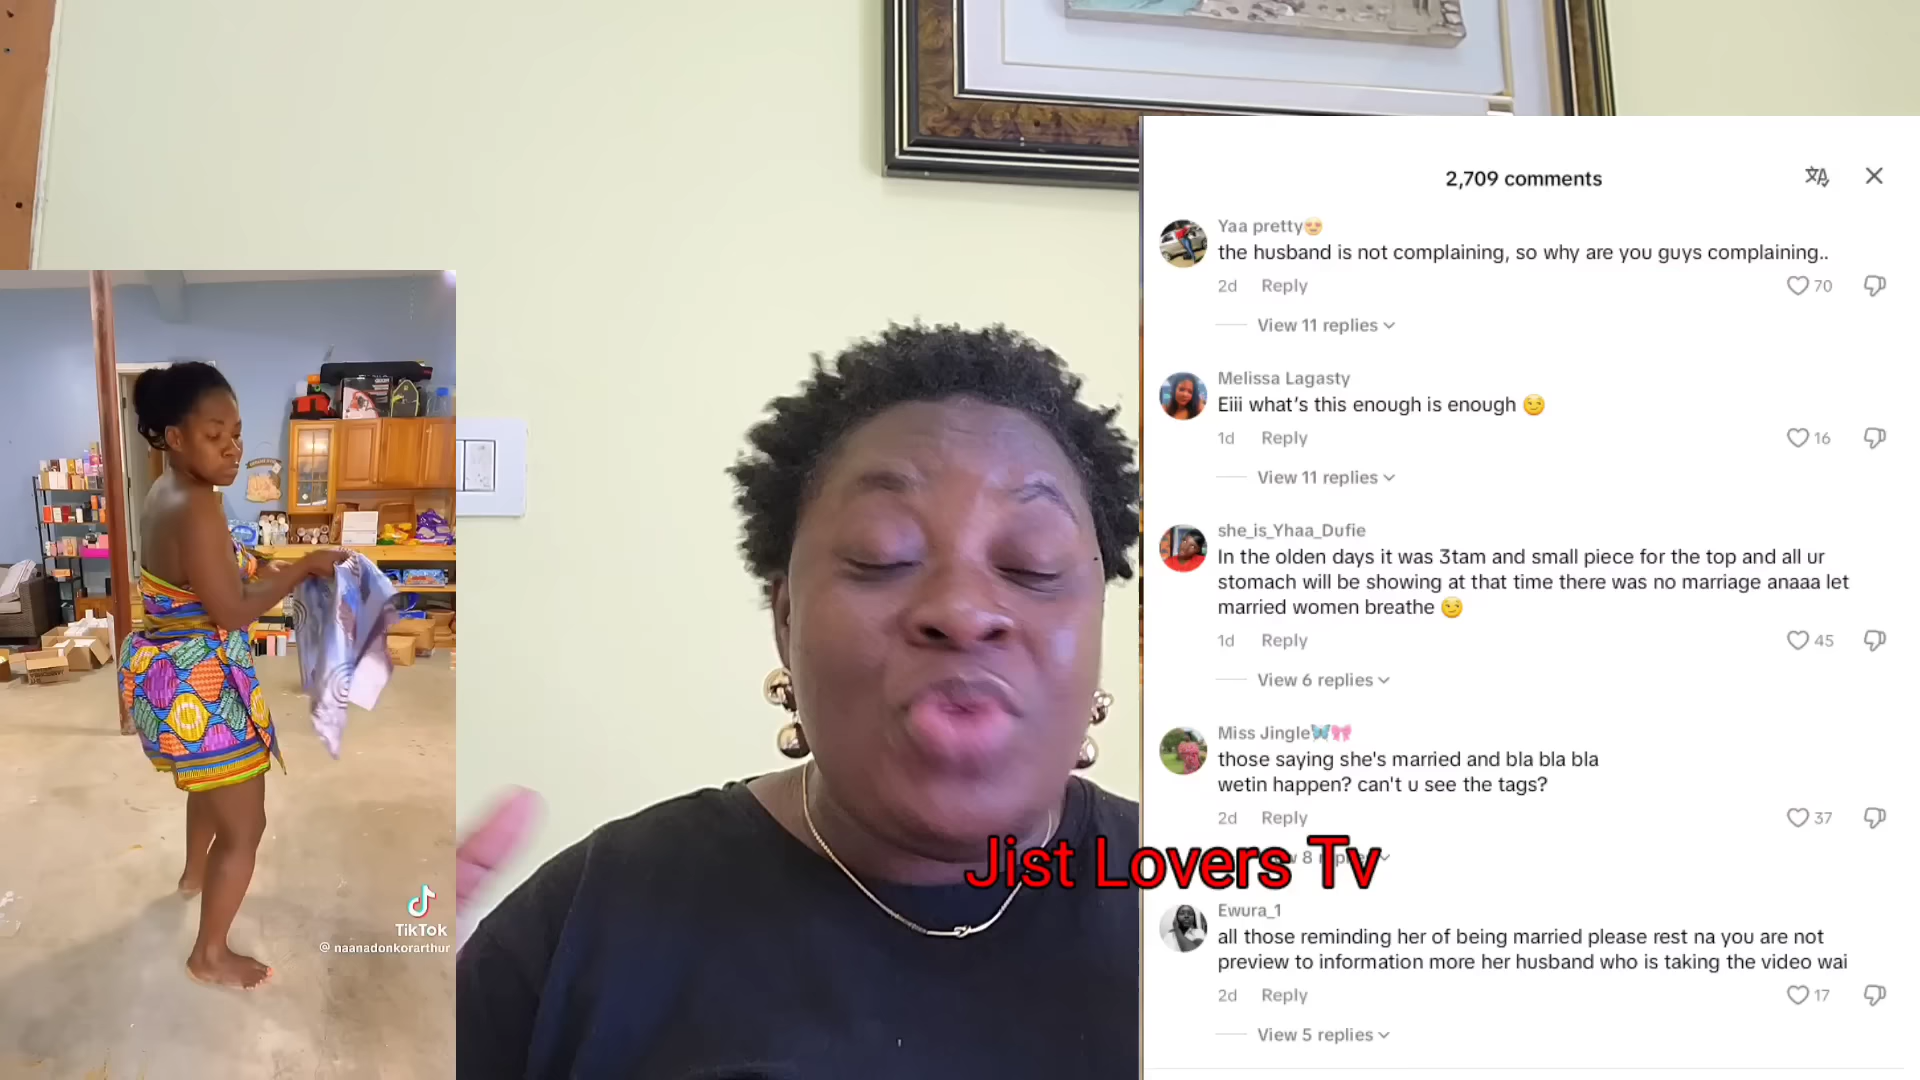 2,709 comments
Yaa pretty😍
the husband is not complaining, so why are you guys complaining..
2d Reply
70
View 11 replies
Melissa Lagasty
Eiii what's this enough is enough 😏
1d Reply
16
View 11 replies
she_is_Yhaa_Dufie
In the olden days it was 3tam and small piece for the top and all ur
stomach will be showing at that time there was no marriage anaaa let
married women breathe 😏
1d Reply
45
View 6 replies
Miss Jingle🦋🎀
those saying she's married and bla bla bla
wetin happen? can't u see the tags?
2d Reply
37
Jist Lovers Tv
Ewura_1
all those reminding her of being married please rest na you are not
preview to information more her husband who is taking the video wai
2d Reply
17
View 5 replies
TikTok
@ naanadonkorarthur